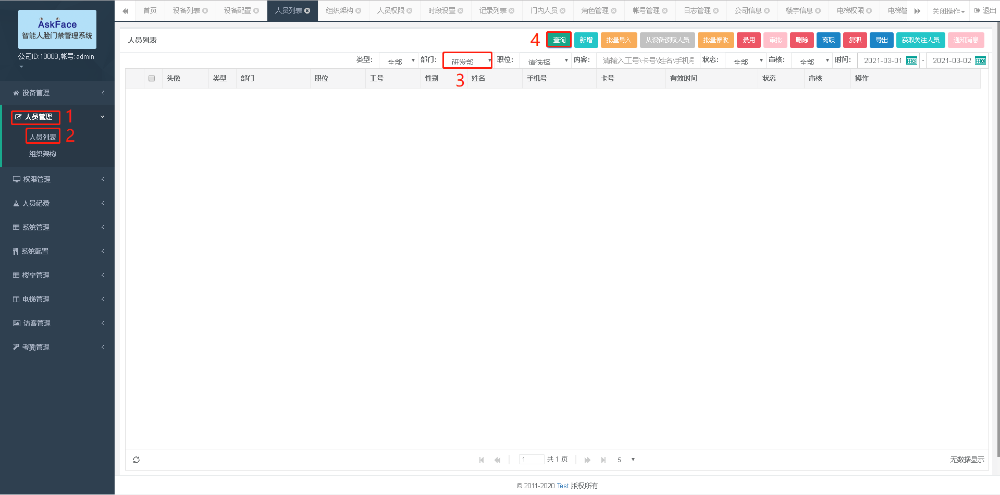 AskFace
智能人脸门禁管理系统
公司ID:10008,帐号:admin
首页 设备列表 设备配置 人员列表 组织架构 人员权限 时段设置 记录列表 门内人员 角色管理 帐号管理 日志管理 公司信息 楼宇信息 电梯权限 电梯管 关闭操作 退出
设备管理
人员管理 1
人员列表 2
组织架构
权限管理
人员记录
系统管理
系统配置
楼宇管理
电梯管理
访客管理
考勤管理
人员列表 4 查询 新增 批量导入 从设备读取人员 批量修改 录用 审批 删除 离职 复职 导出 获取关注人员 通知消息
类型: 全部 部门: 研发部 职位: 请选择 内容: 请输入工号\卡号\姓名\手机号 状态: 全部 审核: 全部 时间: 2021-03-01 - 2021-03-02
3
头像 类型 部门 职位 工号 性别 姓名 手机号 卡号 有效时间 状态 审核 操作
1 共 1 页 5 无数据显示
© 2011-2020 Test 版权所有